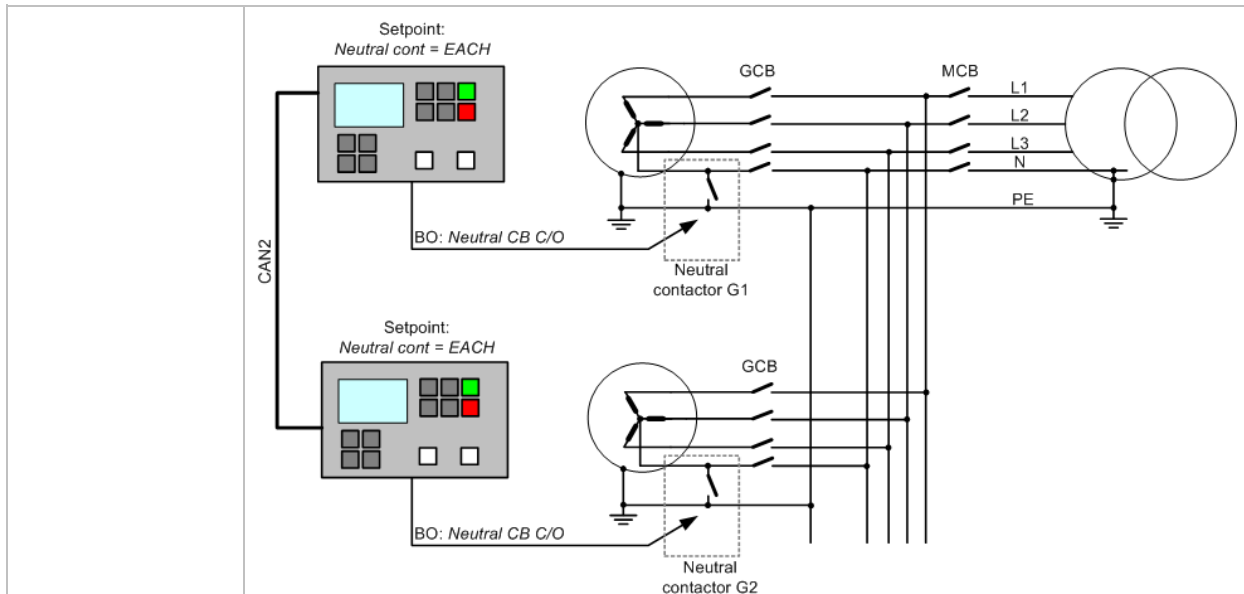 Setpoint:
Neutral cont = EACH
GCB
MCB
L1
L2
L3
N
PE
CAN2
BO: Neutral CB C/O
Neutral
contactor G1
Setpoint:
Neutral cont = EACH
GCB
BO: Neutral CB C/O
Neutral
contactor G2